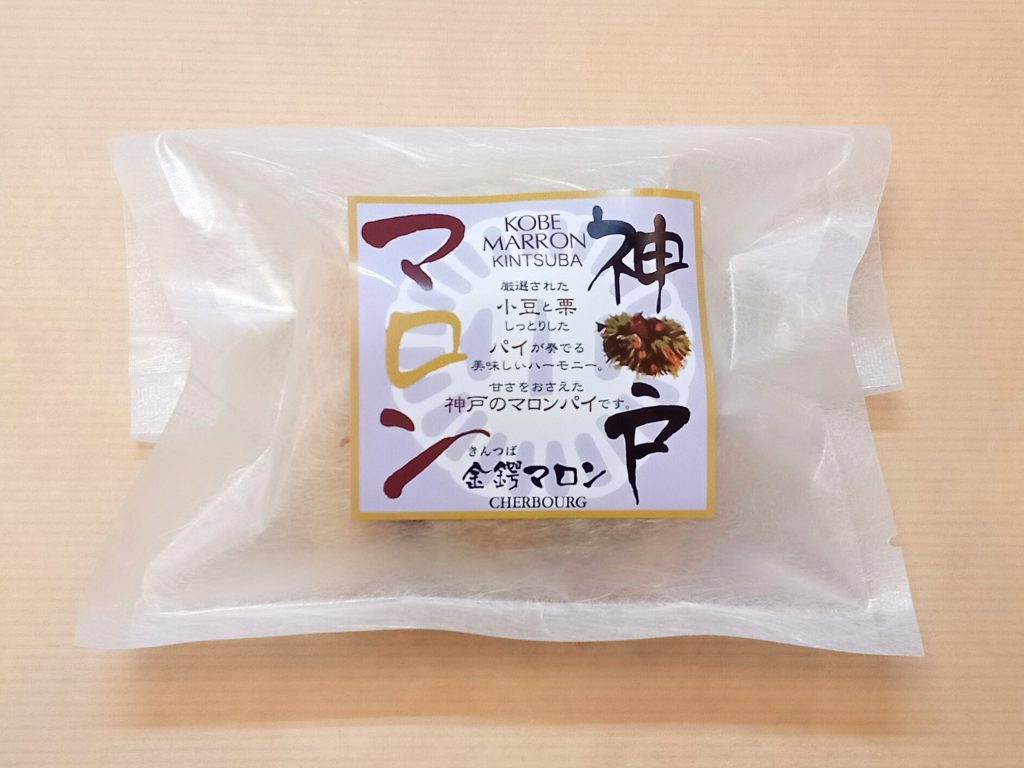 神戸
マロン
KOBE
MARRON
KINTSUBA
厳選された
小豆と栗
しっとりした
パイが奏でる
美味しいハーモニー。
甘さをおさえた
神戸のマロンパイです。
きんつば
金鍔マロン
CHERBOURG